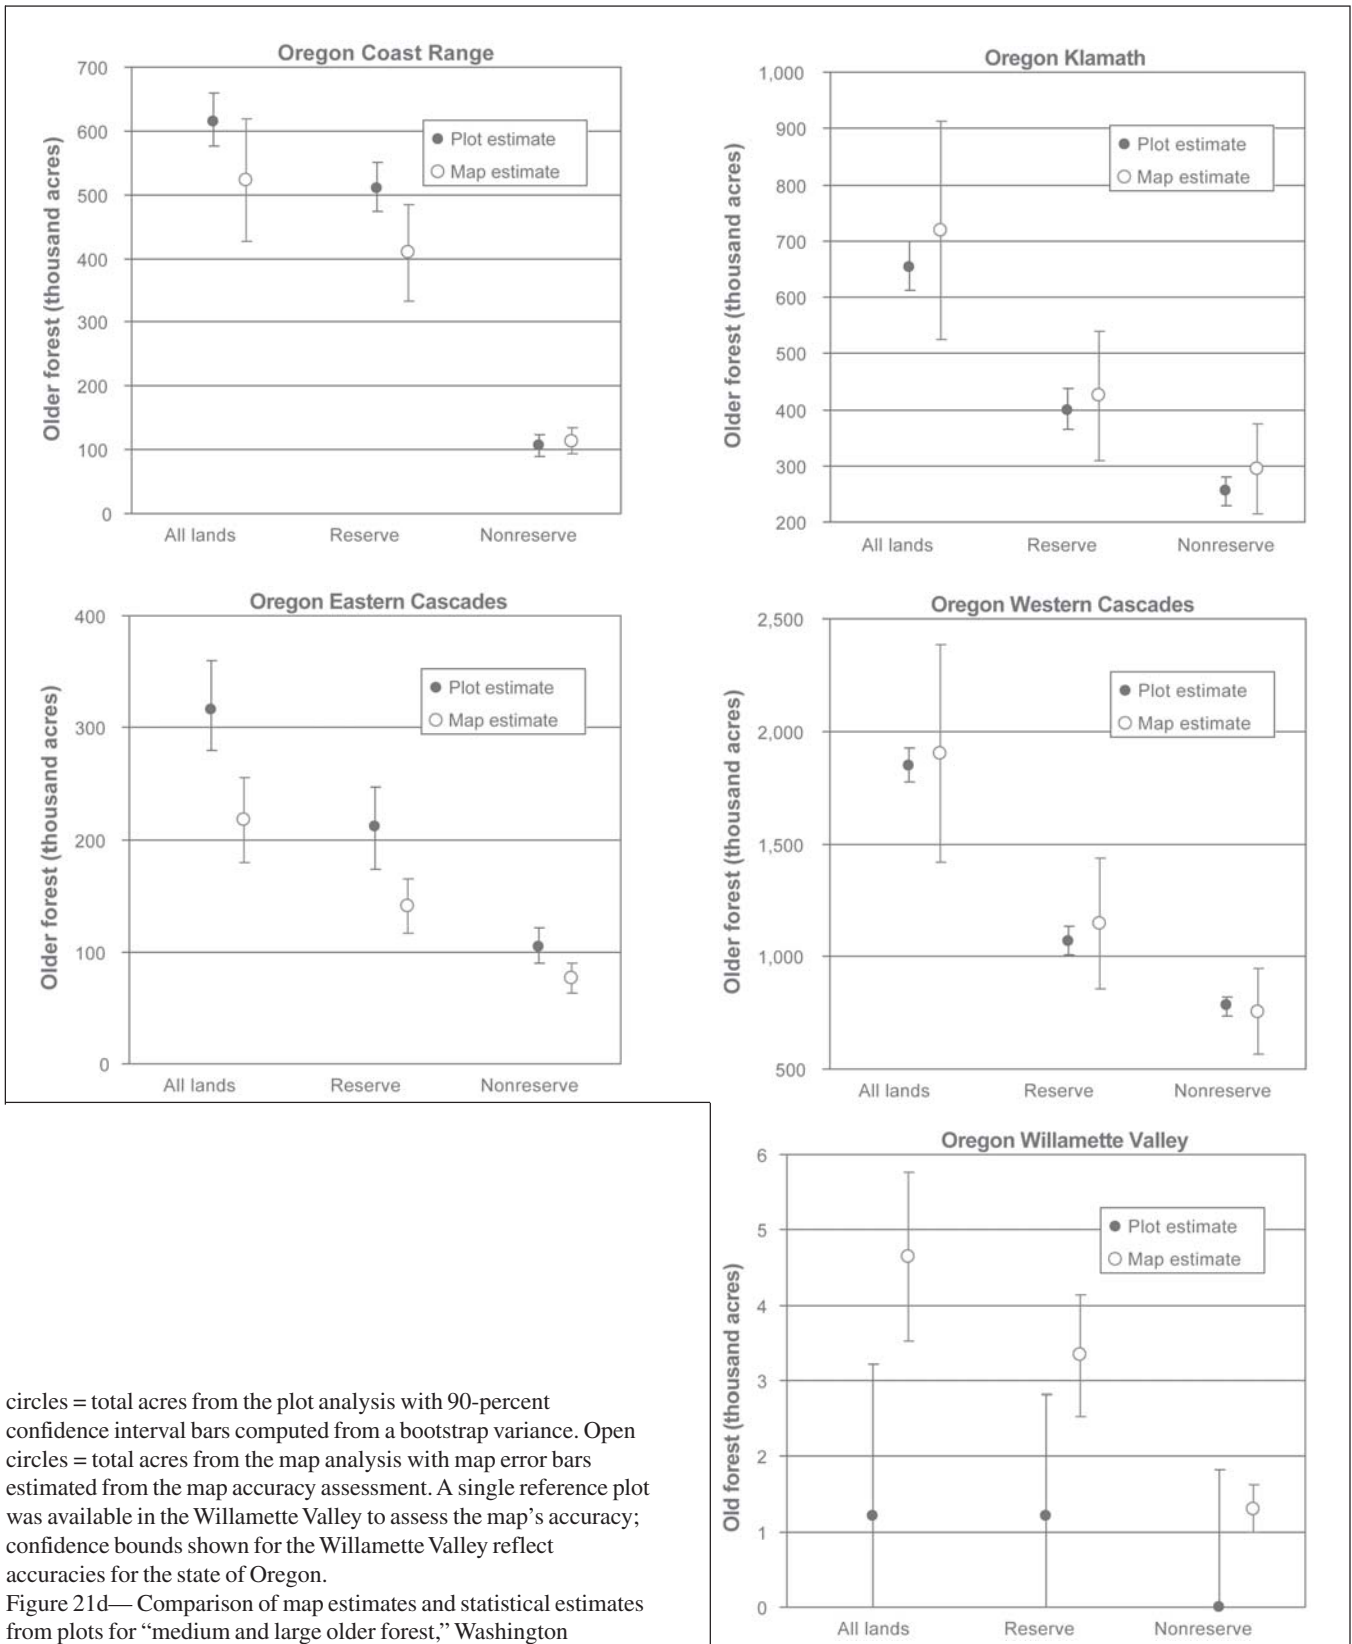 Oregon Coast Range
700
600
500
400
300
200
100
0
Older forest (thousand acres)
Plot estimate
Map estimate
All lands Reserve Nonreserve
Oregon Klamath
1,000
900
800
700
600
500
400
300
200
Older forest (thousand acres)
Plot estimate
Map estimate
All lands Reserve Nonreserve
Oregon Eastern Cascades
400
300
200
100
0
Older forest (thousand acres)
Plot estimate
Map estimate
All lands Reserve Nonreserve
Oregon Western Cascades
2,500
2,000
1,500
1,000
500
Older forest (thousand acres)
Plot estimate
Map estimate
All lands Reserve Nonreserve
Oregon Willamette Valley
6
5
4
3
2
1
0
Old forest (thousand acres)
Plot estimate
Map estimate
All lands Reserve Nonreserve
circles = total acres from the plot analysis with 90-percent
confidence interval bars computed from a bootstrap variance. Open
circles = total acres from the map analysis with map error bars
estimated from the map accuracy assessment. A single reference plot
was available in the Willamette Valley to assess the map’s accuracy;
confidence bounds shown for the Willamette Valley reflect
accuracies for the state of Oregon.
Figure 21d— Comparison of map estimates and statistical estimates
from plots for “medium and large older forest,” Washington